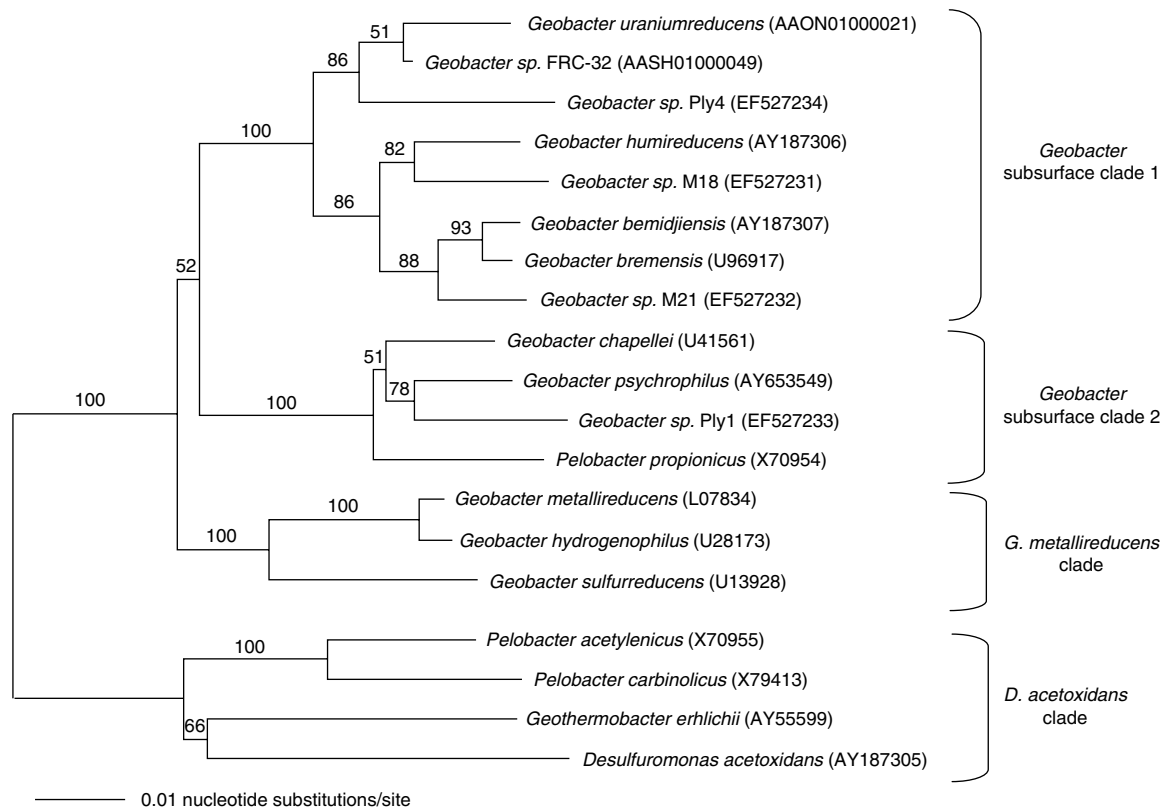 51
Geobacter uraniumreducens (AAON01000021)
86
Geobacter sp. FRC-32 (AASH01000049)
Geobacter sp. Ply4 (EF527234)
100
82
Geobacter humireducens (AY187306)
Geobacter sp. M18 (EF527231)
86
93
Geobacter bemidjiensis (AY187307)
88
Geobacter bremensis (U96917)
Geobacter sp. M21 (EF527232)
Geobacter
subsurface clade 1
52
51
Geobacter chapellei (U41561)
78
Geobacter psychrophilus (AY653549)
100
100
Geobacter sp. Ply1 (EF527233)
Pelobacter propionicus (X70954)
Geobacter
subsurface clade 2
100
Geobacter metallireducens (L07834)
100
Geobacter hydrogenophilus (U28173)
Geobacter sulfurreducens (U13928)
G. metallireducens
clade
100
Pelobacter acetylenicus (X70955)
Pelobacter carbinolicus (X79413)
66
Geothermobacter erhlichii (AY55599)
Desulfuromonas acetoxidans (AY187305)
D. acetoxidans
clade
0.01 nucleotide substitutions/site